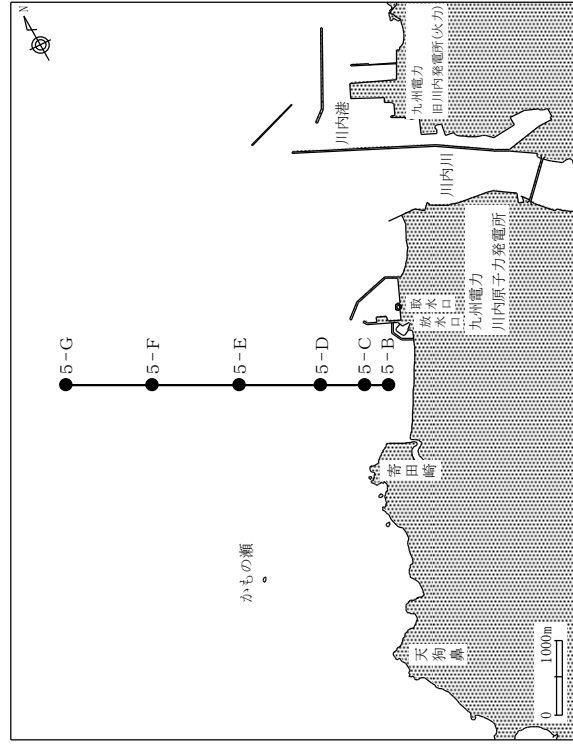 N
川内港
九州電力
旧川内発電所(火力)
川内川
取水口
放水口
九州電力
川内原子力発電所
5-G
5-F
5-E
5-D
5-C
5-B
寄田崎
かもの瀬
天狗鼻
0 1000m